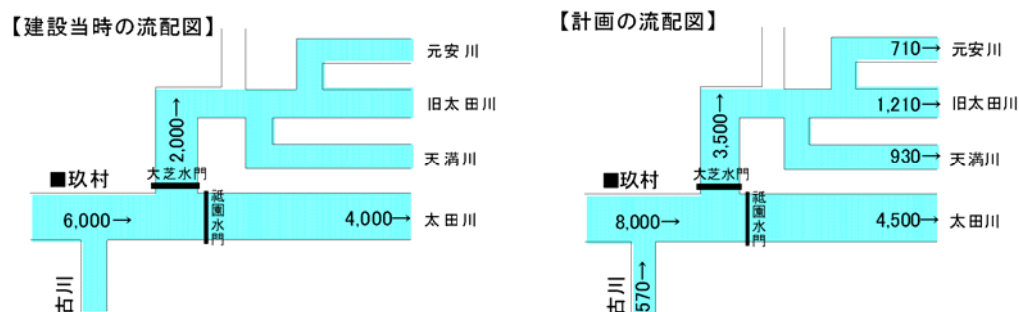 【建設当時の流配図】
元安川
旧太田川
2,000→
天満川
大芝水門
■玖村
祇園水門
6,000→
4,000→
太田川
古川
【計画の流配図】
710→
元安川
1,210→
旧太田川
3,500→
930→
天満川
大芝水門
■玖村
祇園水門
8,000→
4,500→
太田川
古川
570→